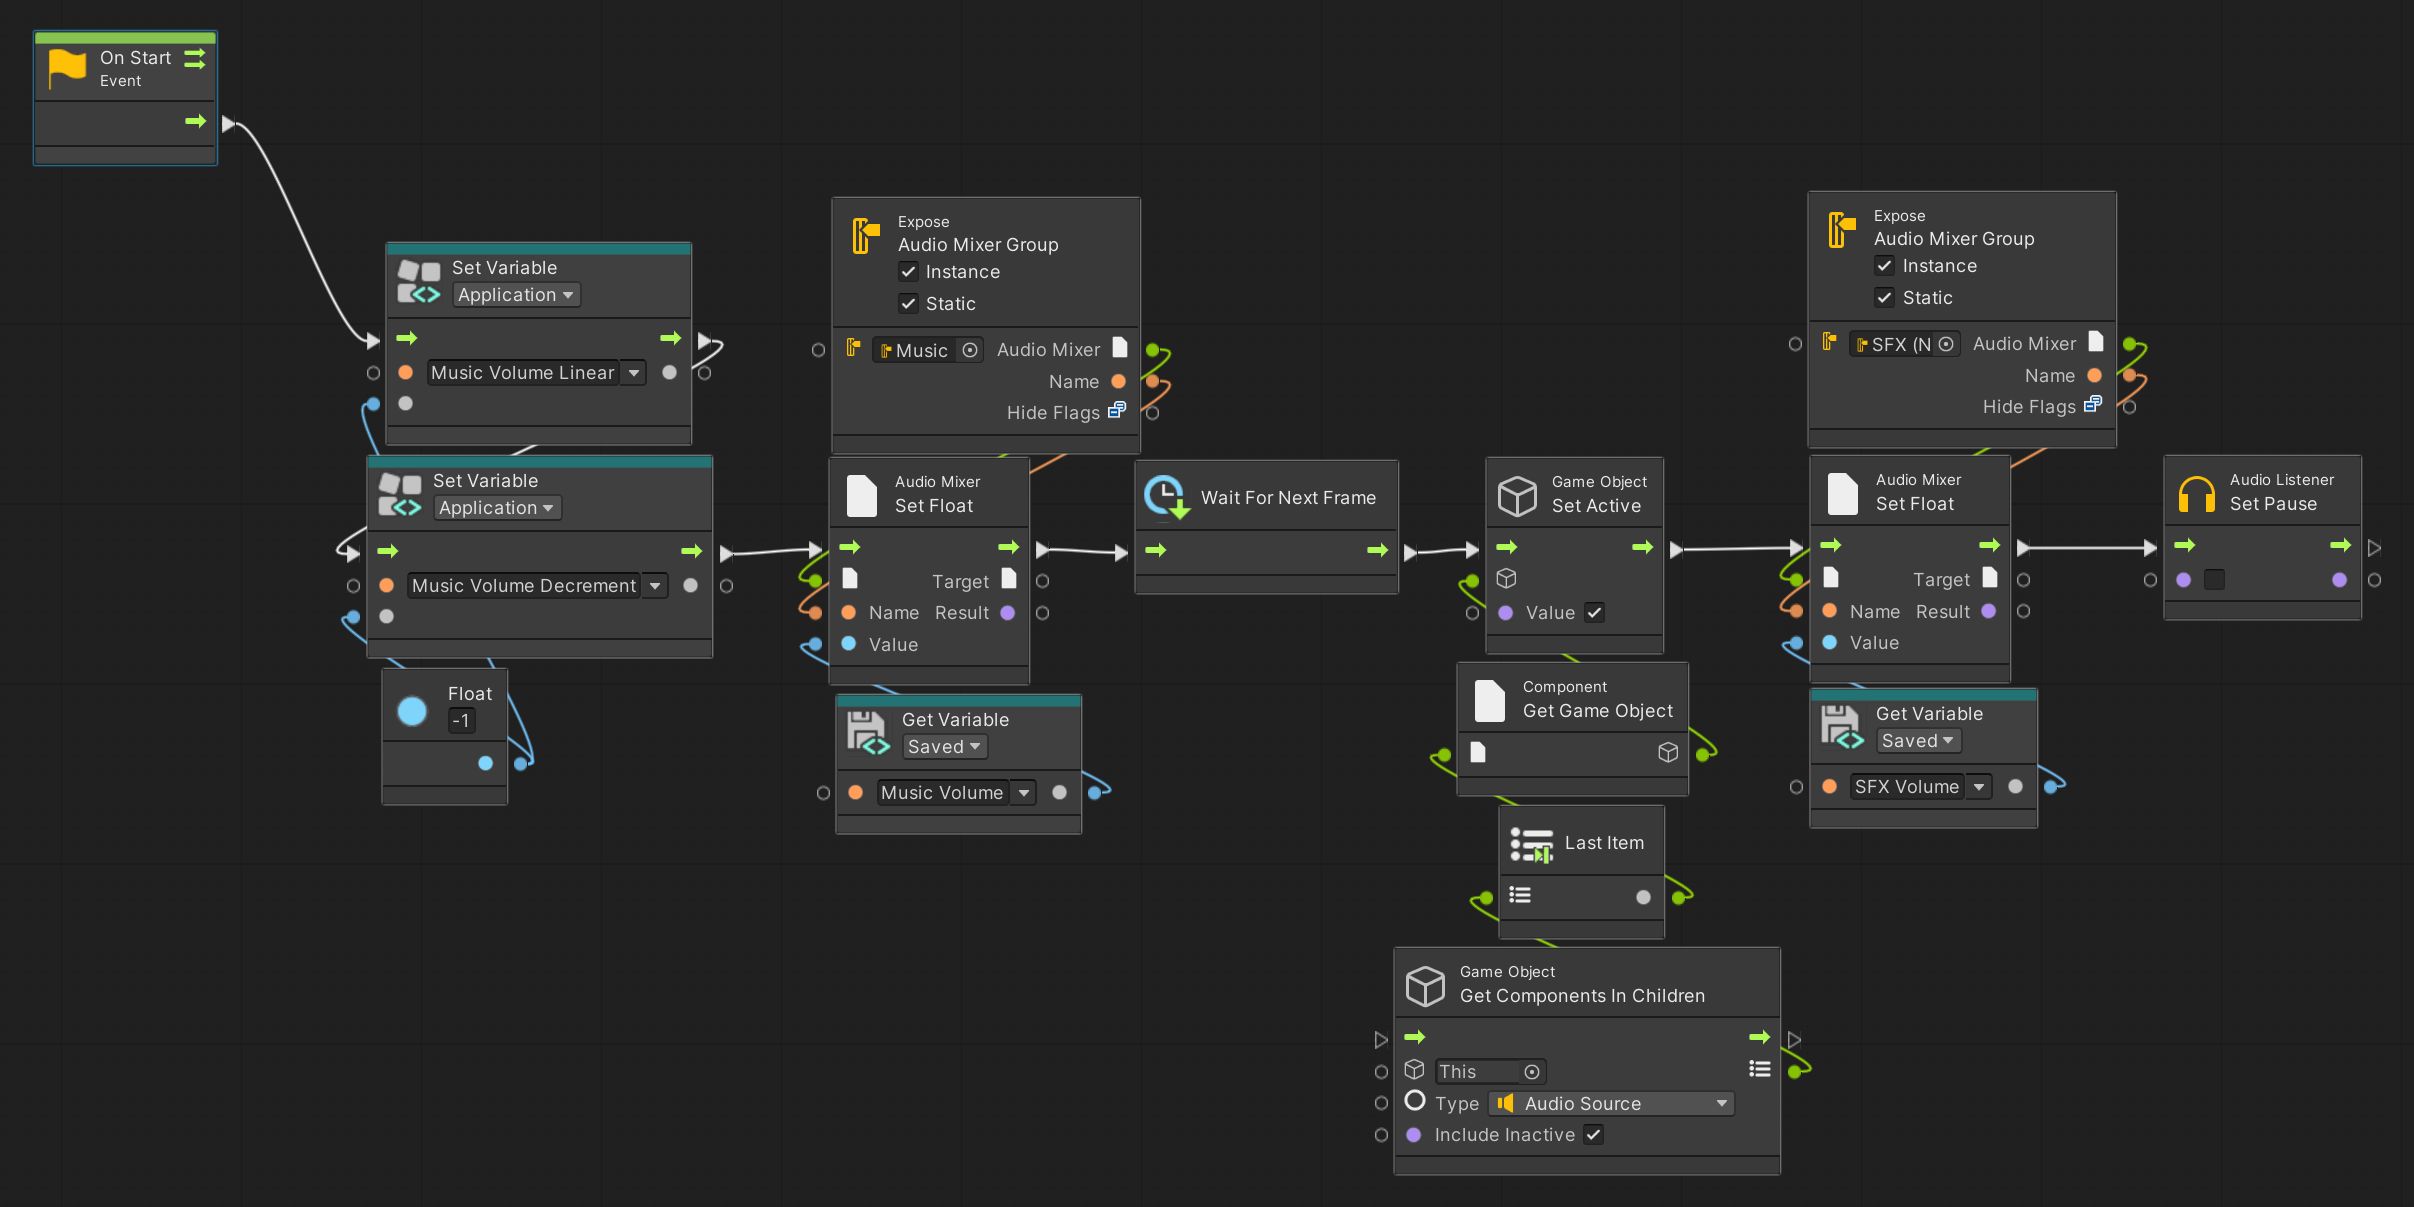 On Start
Event
Set Variable
Application
Music Volume Linear
Set Variable
Application
Music Volume Decrement
Float
-1
Expose
Audio Mixer Group
Instance
Static
Music
Audio Mixer
Name
Hide Flags
Audio Mixer
Set Float
Target
Name Result
Value
Get Variable
Saved
Music Volume
Wait For Next Frame
Game Object
Set Active
Value
Component
Get Game Object
Last Item
Game Object
Get Components In Children
This
Type Audio Source
Include Inactive
Expose
Audio Mixer Group
Instance
Static
SFX (N
Audio Mixer
Name
Hide Flags
Audio Mixer
Set Float
Target
Name Result
Value
Get Variable
Saved
SFX Volume
Audio Listener
Set Pause